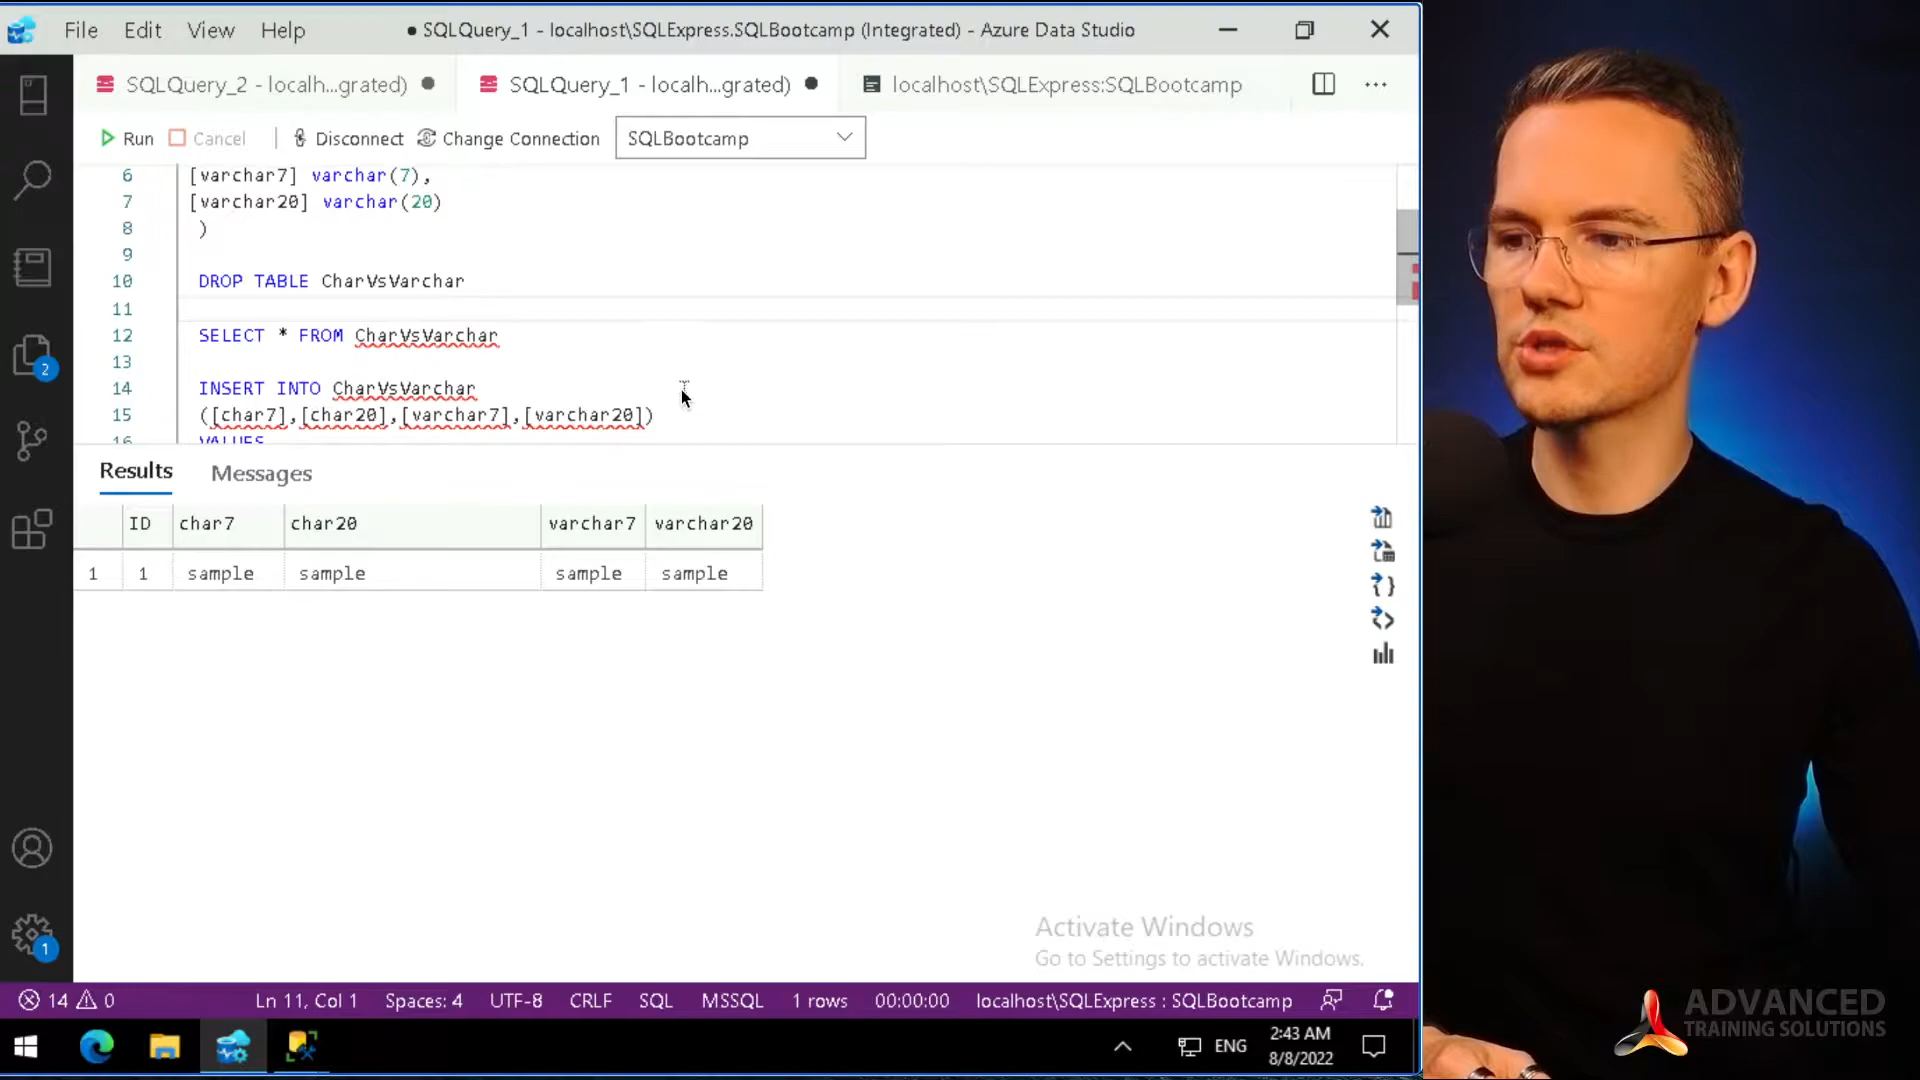 File Edit View Help
● SQLQuery_1 - localhost\SQLExpress.SQLBootcamp (Integrated) - Azure Data Studio
SQLQuery_2 - localh...grated) ●
SQLQuery_1 - localh...grated) ●
localhost\SQLExpress:SQLBootcamp
Run Cancel Disconnect Change Connection SQLBootcamp
6 [varchar7] varchar(7),
7 [varchar20] varchar(20)
8 )
9
10 DROP TABLE CharVsVarchar
11
12 SELECT * FROM CharVsVarchar
13
14 INSERT INTO CharVsVarchar
15 ([char7],[char20],[varchar7],[varchar20])
16 VALUES
Results Messages
ID char7 char20 varchar7 varchar20
1 1 sample sample sample sample
2
1
Activate Windows
Go to Settings to activate Windows.
14 0 Ln 11, Col 1 Spaces: 4 UTF-8 CRLF SQL MSSQL 1 rows 00:00:00 localhost\SQLExpress : SQLBootcamp
ENG
2:43 AM
8/8/2022
ADVANCED
TRAINING SOLUTIONS